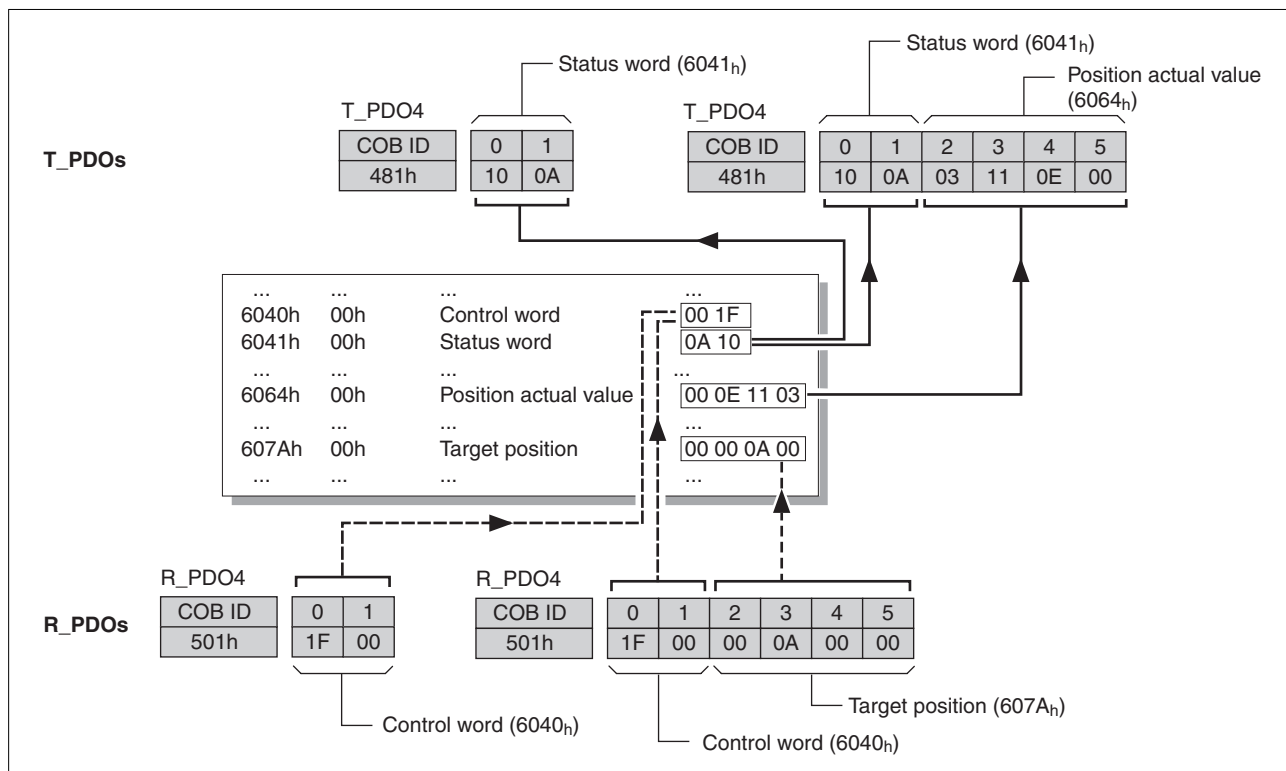 Status word (6041h)
Status word (6041h)
Position actual value
(6064h)
T_PDO4
T_PDO4
T_PDOs
COB ID 0 1
481h 10 0A
COB ID 0 1 2 3 4 5
481h 10 0A 03 11 0E 00
... ... ... ...
6040h 00h Control word 00 1F
6041h 00h Status word 0A 10
... ... ... ...
6064h 00h Position actual value 00 0E 11 03
... ... ... ...
607Ah 00h Target position 00 00 0A 00
... ... ... ...
R_PDO4
R_PDO4
R_PDOs
COB ID 0 1
501h 1F 00
COB ID 0 1 2 3 4 5
501h 1F 00 00 0A 00 00
Target position (607Ah)
Control word (6040h)
Control word (6040h)